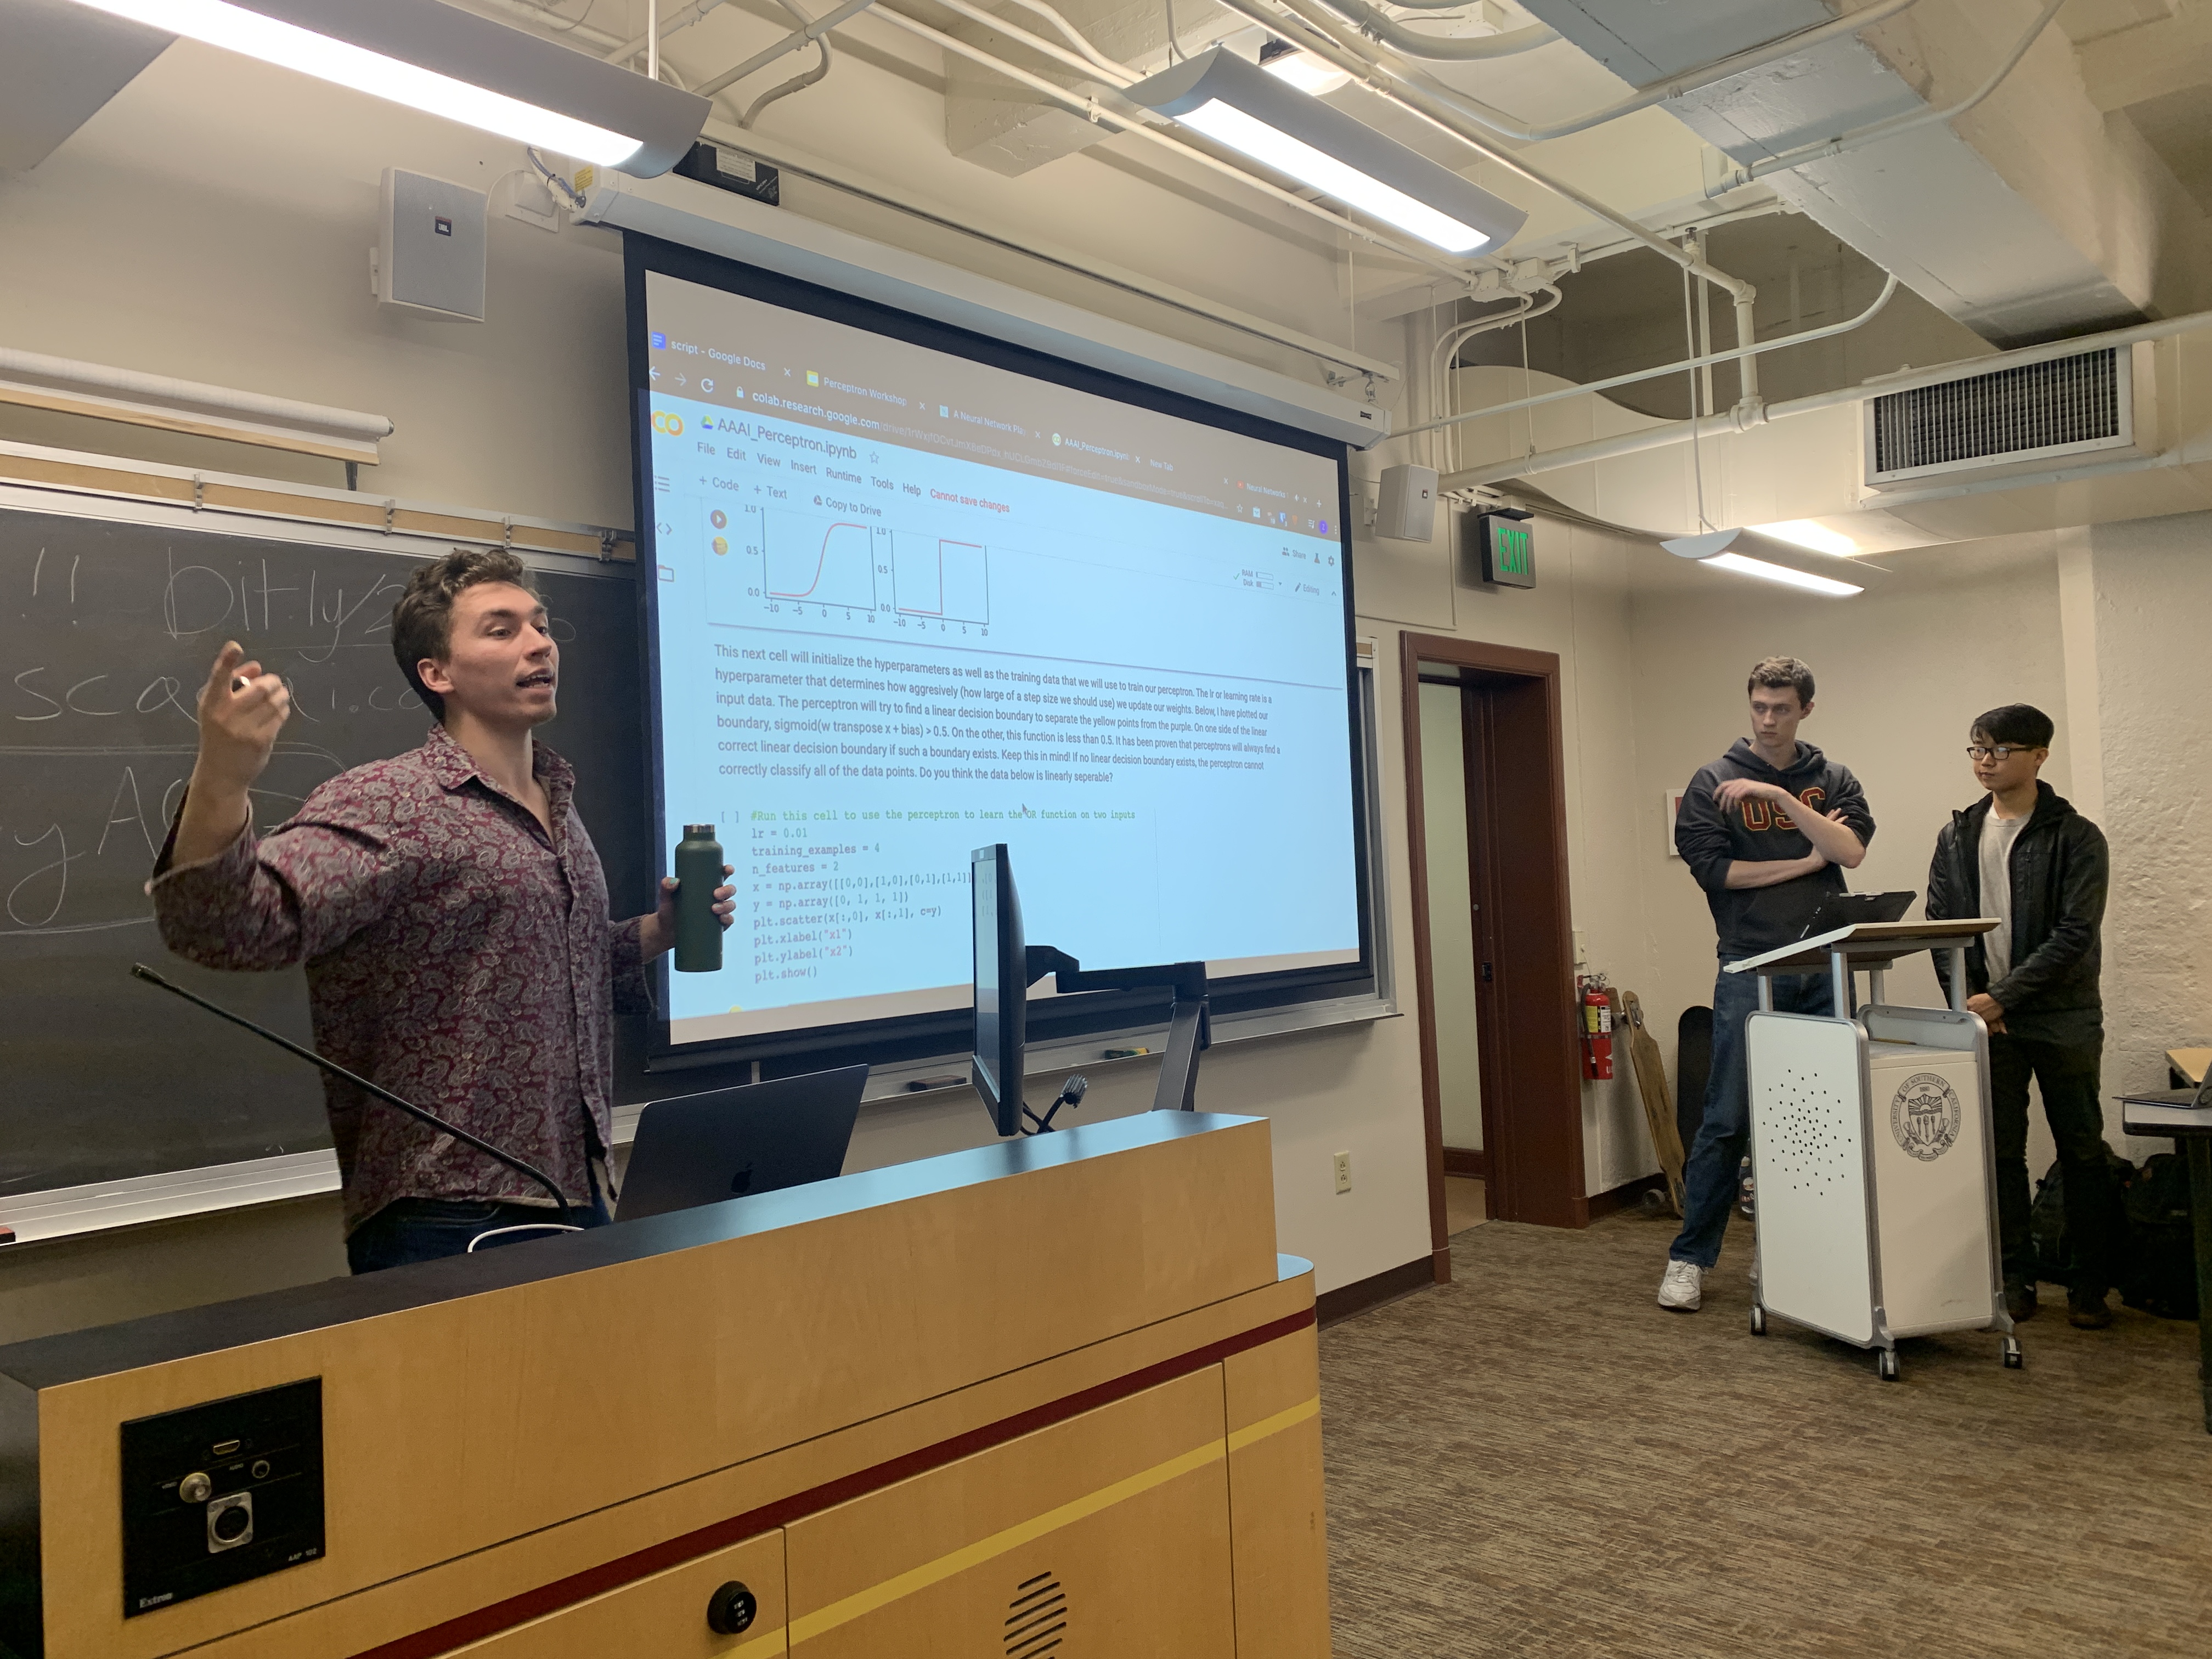 JBL
script - Google Docs
Perceptron Workshop
A Neural Network Pla
AAAI_Perceptron.ipynb
New Tab
Neural Networks
colab.research.google.com
CO
AAAI_Perceptron.ipynb
File Edit View Insert Runtime Tools Help Cannot save changes
+ Code + Text Copy to Drive
Share
RAM
Disk
Editing
1.0
0.5
0.0
-10 -5 0 5 10
1.0
0.5
0.0
-10 -5 0 5 10
This next cell will initialize the hyperparameters as well as the training data that we will use to train our perceptron. The lr or learning rate is a
hyperparameter that determines how aggresively (how large of a step size we should use) we update our weights. Below, I have plotted our
input data. The perceptron will try to find a linear decision boundary to separate the yellow points from the purple. On one side of the linear
boundary, sigmoid(w transpose x + bias) > 0.5. On the other, this function is less than 0.5. It has been proven that perceptrons will always find a
correct linear decision boundary if such a boundary exists. Keep this in mind! If no linear decision boundary exists, the perceptron cannot
correctly classify all of the data points. Do you think the data below is linearly seperable?
[ ] #Run this cell to use the perceptron to learn the OR function on two inputs
lr = 0.01
training_examples = 4
n_features = 2
x = np.array([[0,0],[1,0],[0,1],[1,1]]
y = np.array([0, 1, 1, 1])
plt.scatter(x[:,0], x[:,1], c=y)
plt.xlabel("x1")
plt.ylabel("x2")
plt.show()
!! bit.ly/2
EXIT
USC
Extron
AAP 102